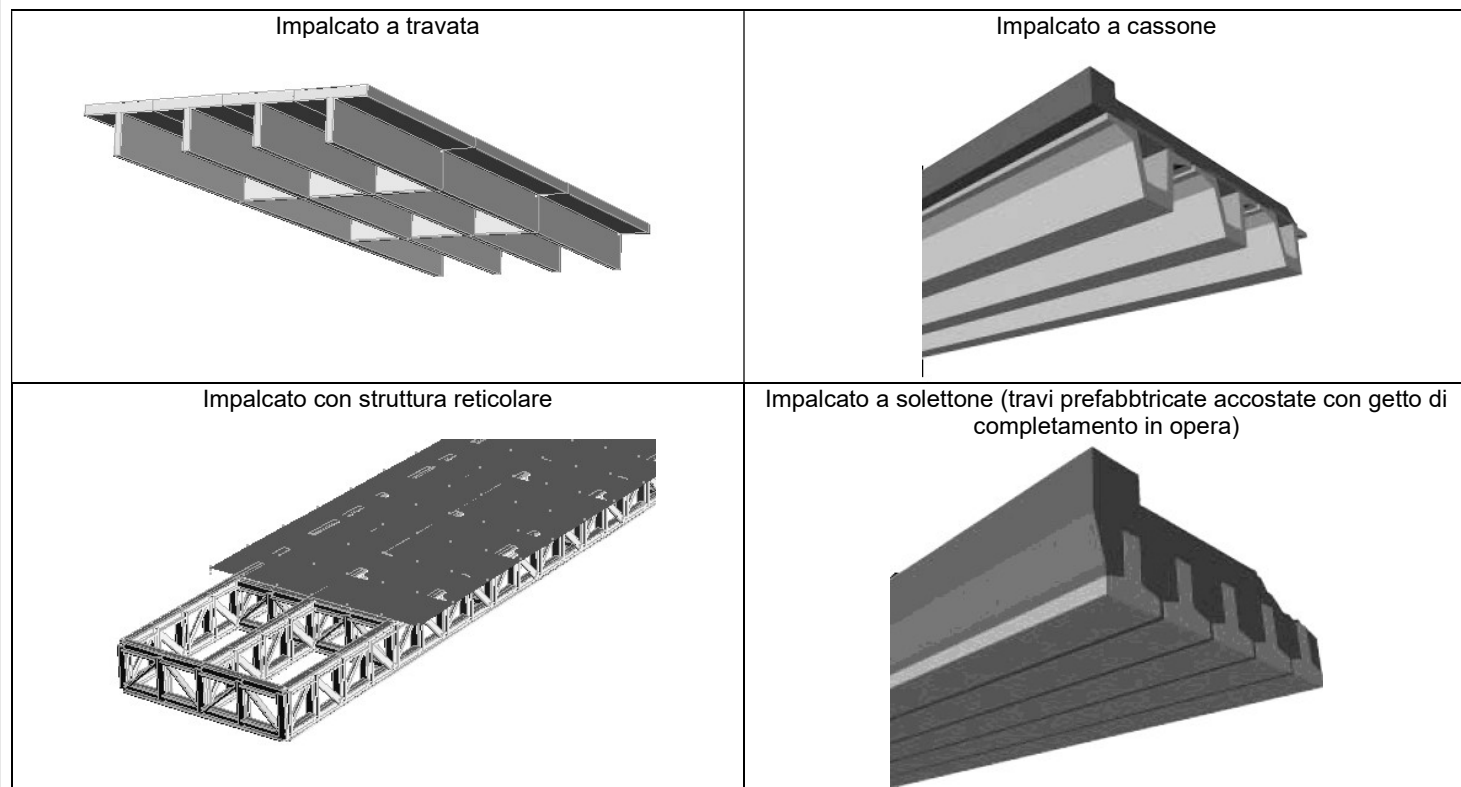 Impalcato a travata
Impalcato a cassone
Impalcato con struttura reticolare
Impalcato a solettone (travi prefabbtricate accostate con getto di
completamento in opera)